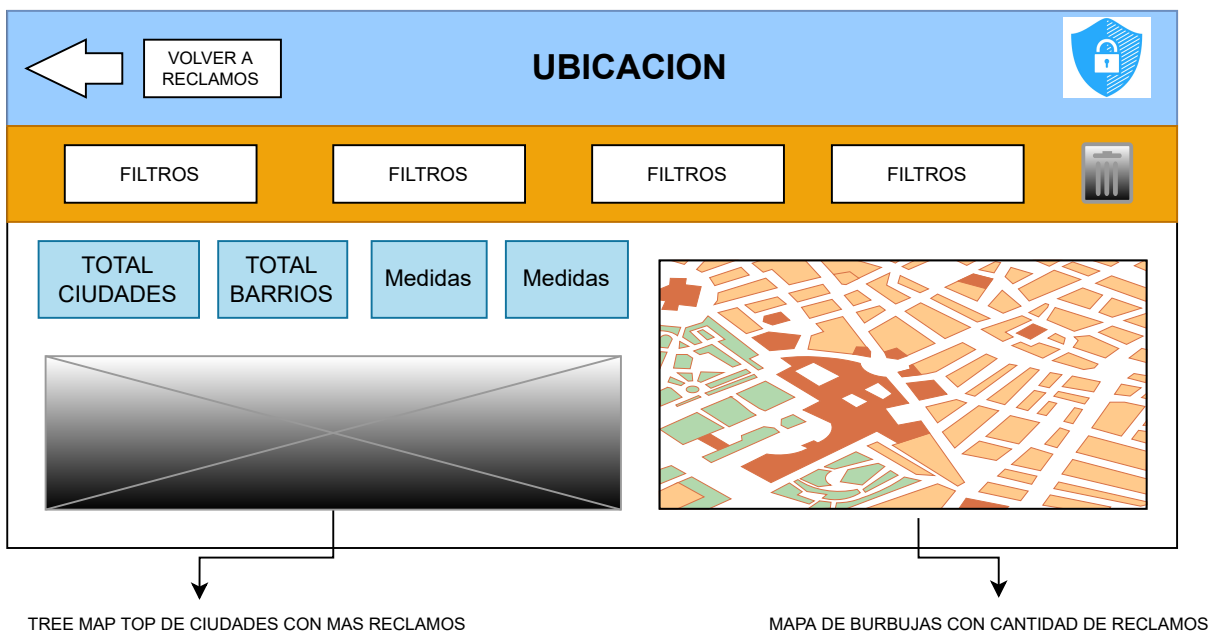 VOLVER A
RECLAMOS
UBICACION
FILTROS
FILTROS
FILTROS
FILTROS
TOTAL
CIUDADES
TOTAL
BARRIOS
Medidas
Medidas
TREE MAP TOP DE CIUDADES CON MAS RECLAMOS
MAPA DE BURBUJAS CON CANTIDAD DE RECLAMOS